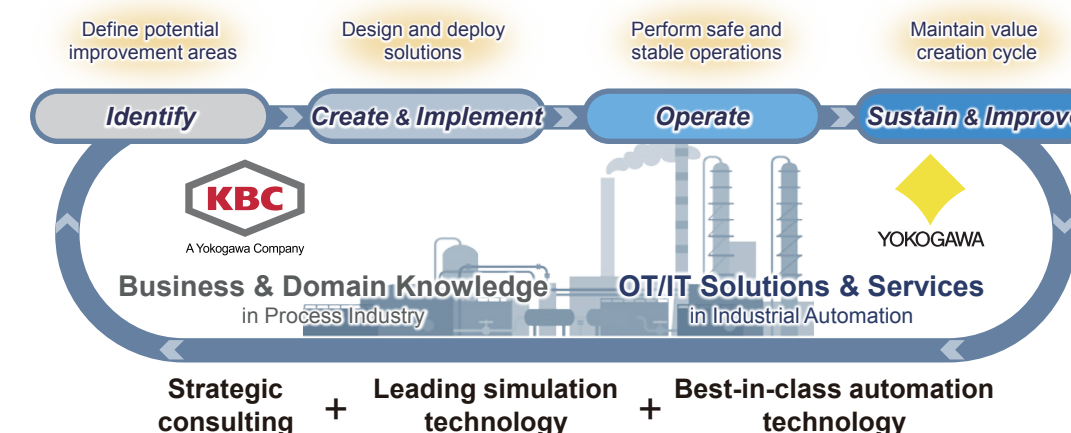 Define potential
improvement areas
Design and deploy
solutions
Perform safe and
stable operations
Maintain value
creation cycle
Identify
Create & Implement
Operate
Sustain & Improve
KBC
A Yokogawa Company
YOKOGAWA
Business & Domain Knowledge
in Process Industry
OT/IT Solutions & Services
in Industrial Automation
Strategic
consulting
+
Leading simulation
technology
+
Best-in-class automation
technology